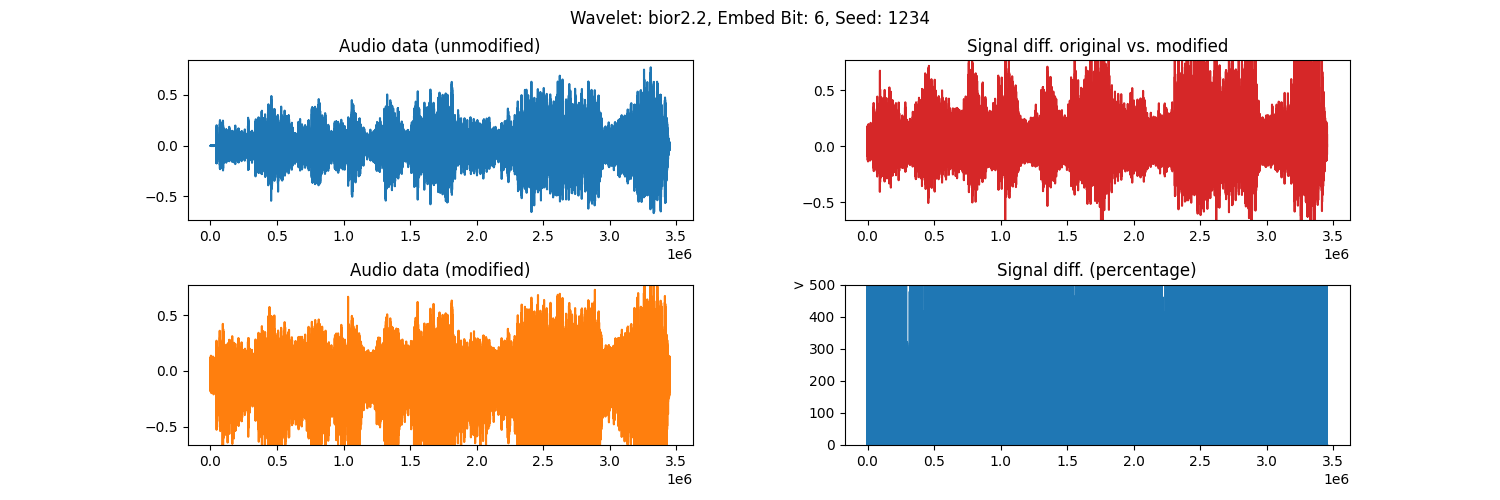 Wavelet: bior2.2, Embed Bit: 6, Seed: 1234
Audio data (unmodified)
0.5
0.0
−0.5
0.0 0.5 1.0 1.5 2.0 2.5 3.0 3.5
1e6
Signal diff. original vs. modified
0.5
0.0
−0.5
0.0 0.5 1.0 1.5 2.0 2.5 3.0 3.5
1e6
Audio data (modified)
0.5
0.0
−0.5
0.0 0.5 1.0 1.5 2.0 2.5 3.0 3.5
1e6
Signal diff. (percentage)
> 500
400
300
200
100
0
0.0 0.5 1.0 1.5 2.0 2.5 3.0 3.5
1e6